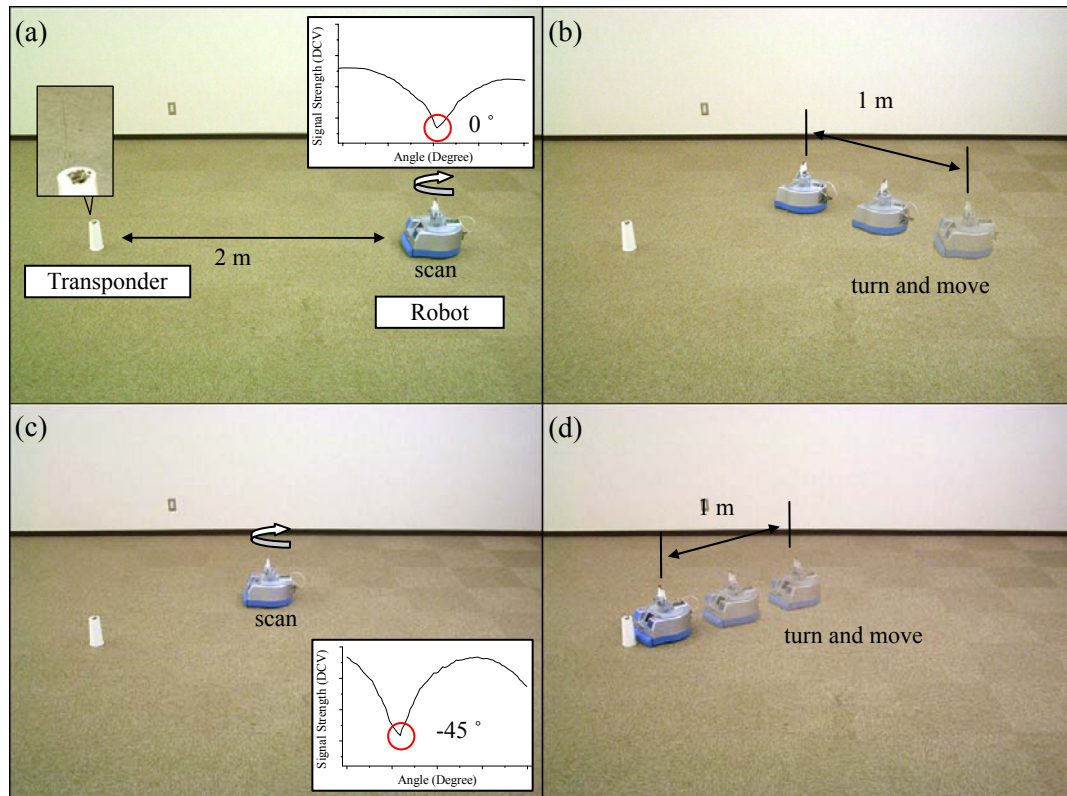 (a)
Signal Strength (DCV)
0 °
Angle (Degree)
2 m
scan
Transponder
Robot
(b)
1 m
turn and move
(c)
scan
Signal Strength (DCV)
-45 °
Angle (Degree)
(d)
1 m
turn and move